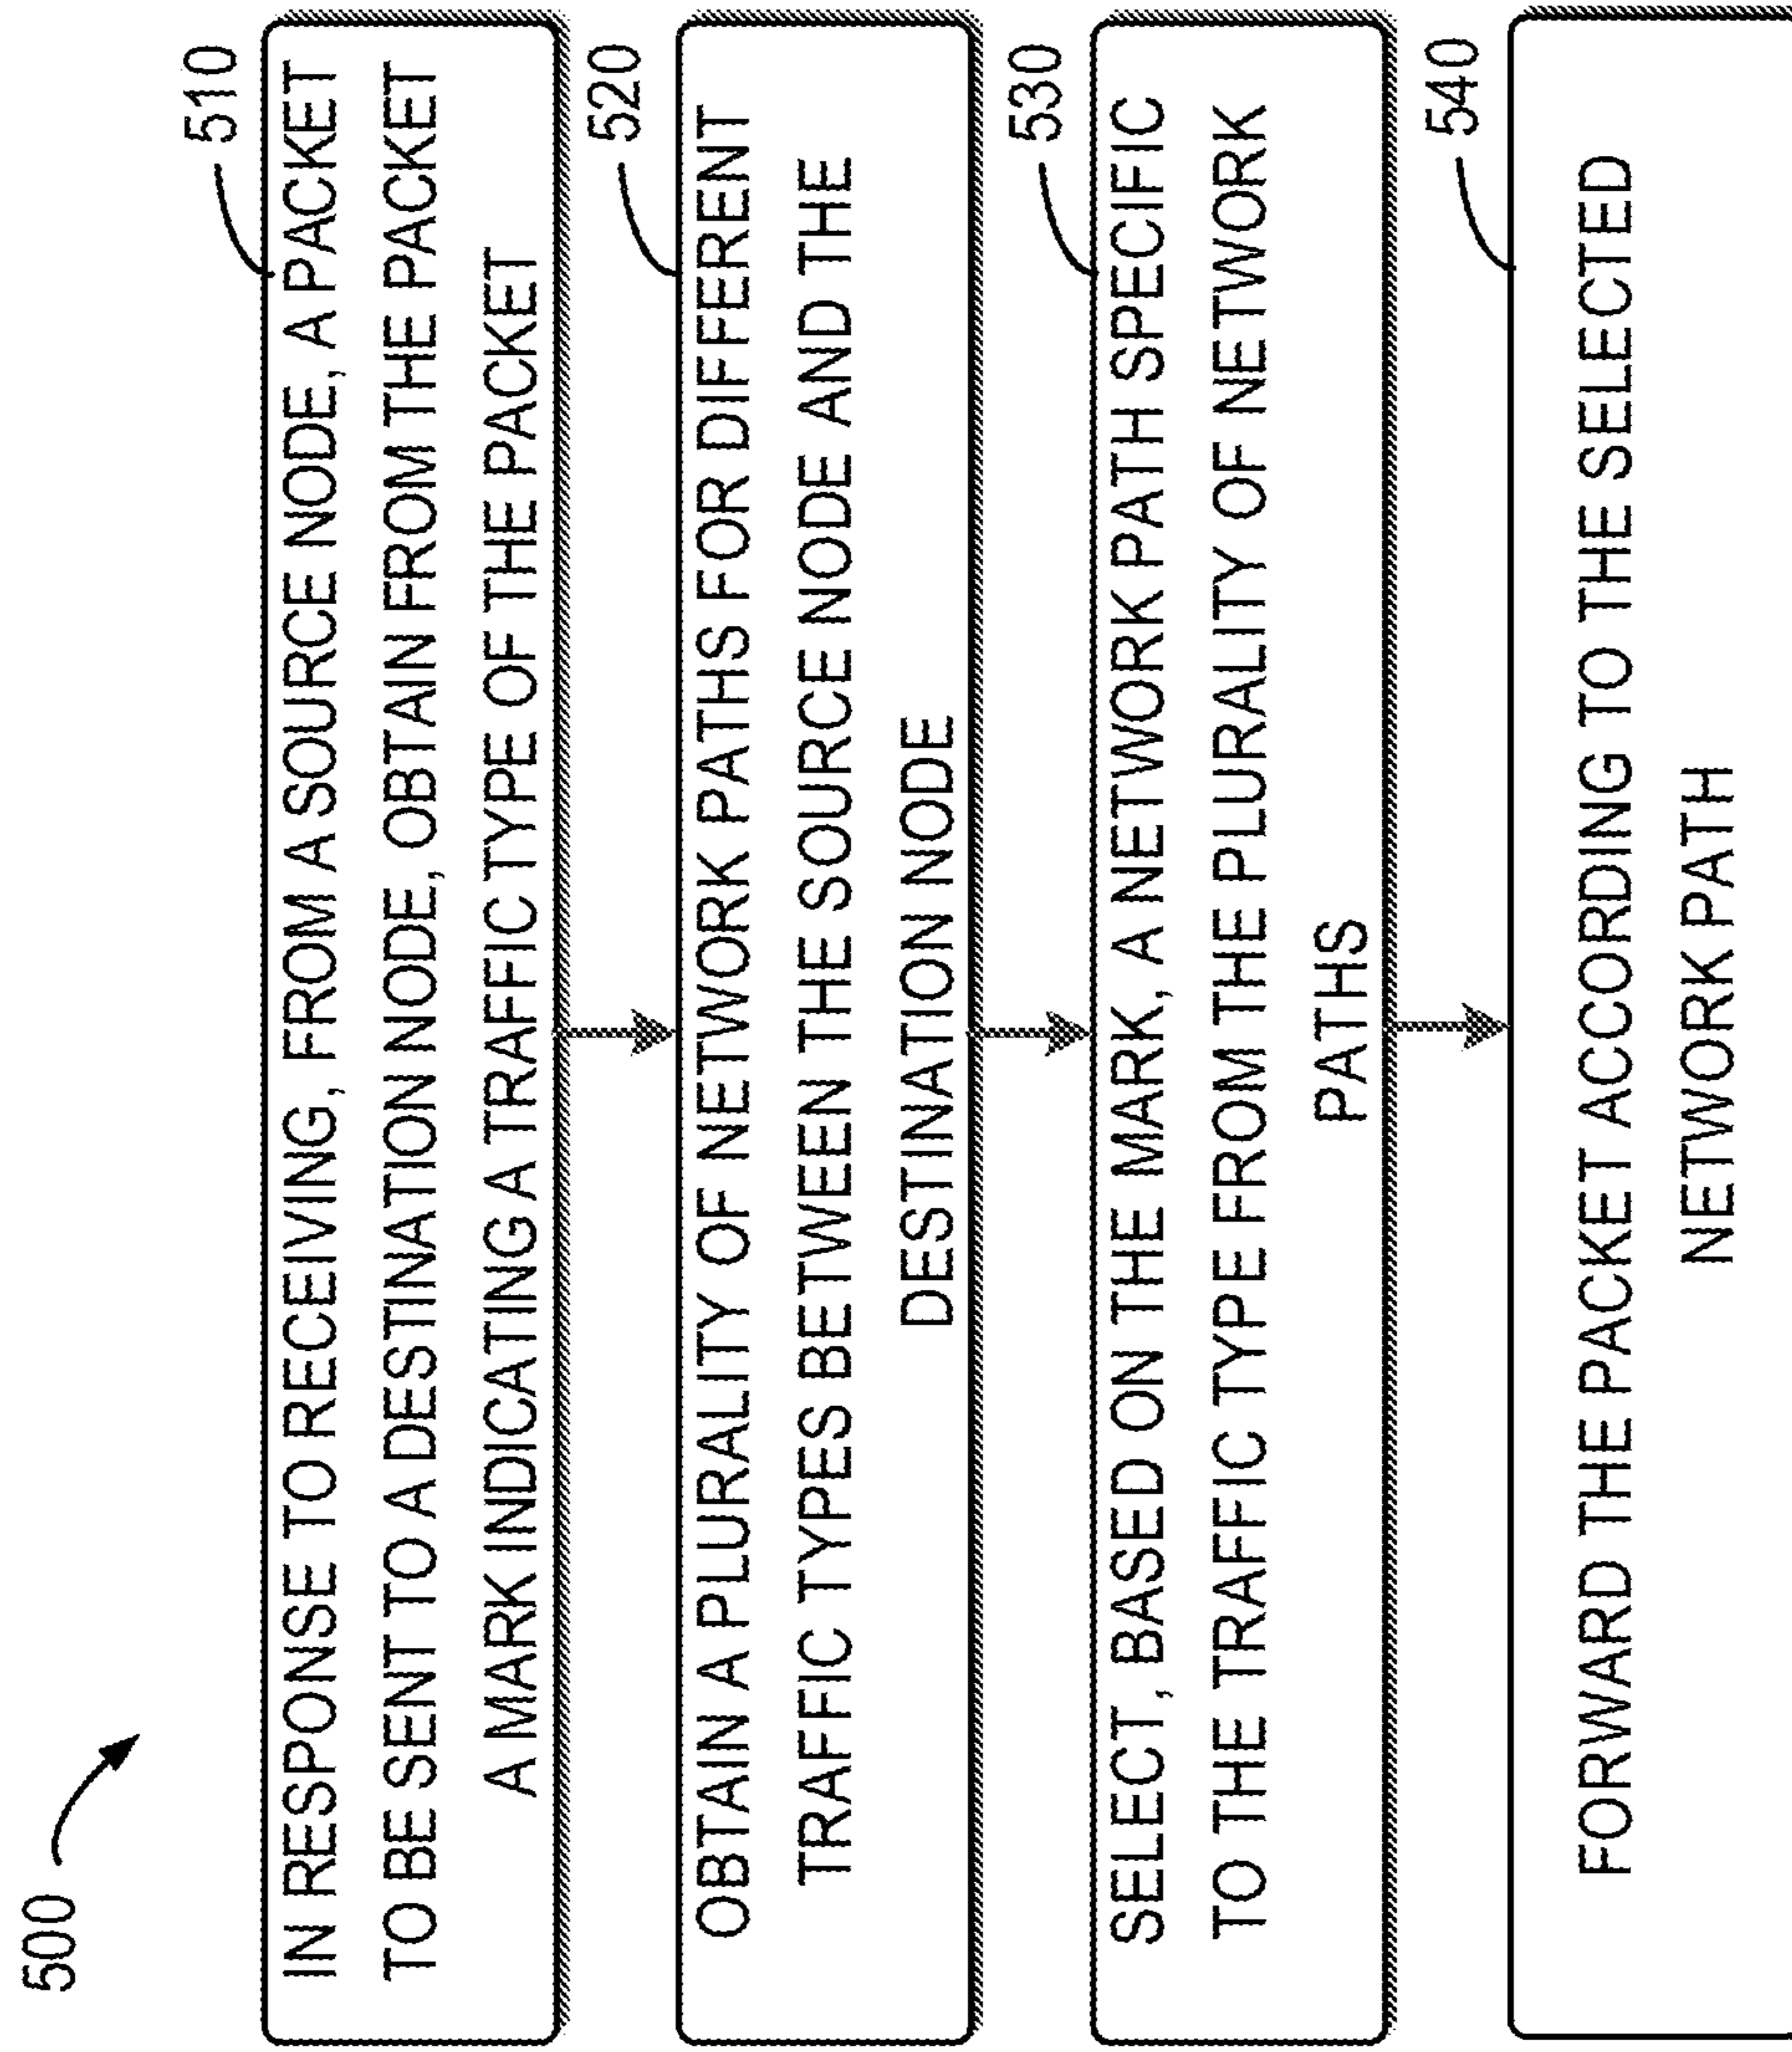 500
510
IN RESPONSE TO RECEIVING, FROM A SOURCE NODE, A PACKET
TO BE SENT TO A DESTINATION NODE, OBTAIN FROM THE PACKET
A MARK INDICATING A TRAFFIC TYPE OF THE PACKET
520
OBTAIN A PLURALITY OF NETWORK PATHS FOR DIFFERENT
TRAFFIC TYPES BETWEEN THE SOURCE NODE AND THE
DESTINATION NODE
530
SELECT, BASED ON THE MARK, A NETWORK PATH SPECIFIC
TO THE TRAFFIC TYPE FROM THE PLURALITY OF NETWORK
PATHS
540
FORWARD THE PACKET ACCORDING TO THE SELECTED
NETWORK PATH